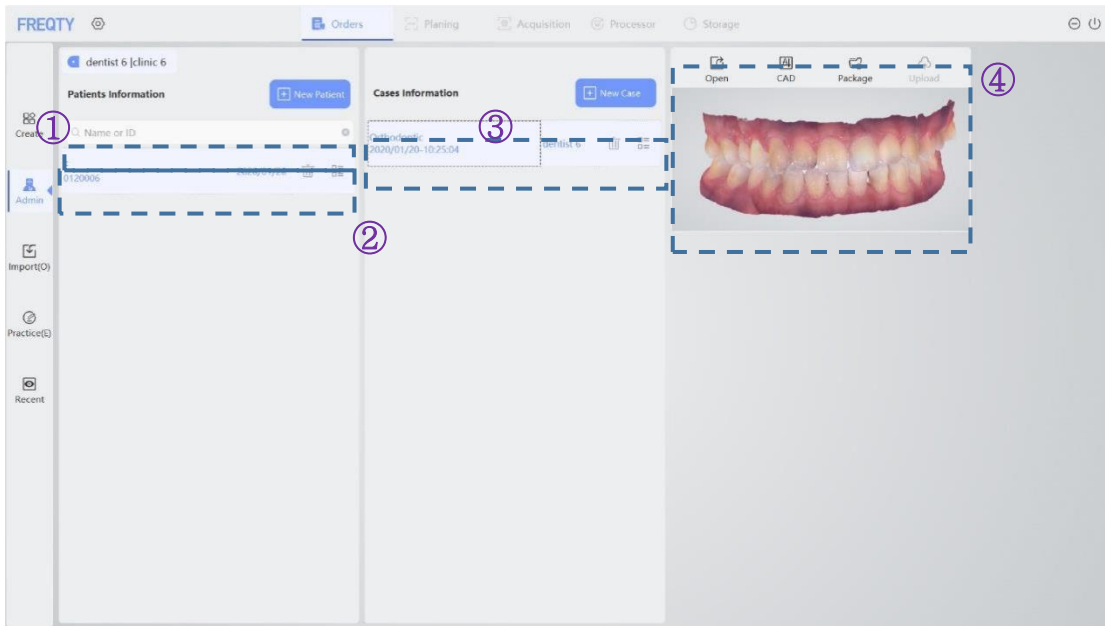 FREQTY
Orders
Planing
Acquisition
Processor
Storage
dentist 6 |clinic 6
Patients Information
New Patient
Name or ID
0120006
Cases Information
New Case
Orthodontic
2020/01/20-10:25:04
dentist 6
Open
CAD
Package
Upload
AI
Create
Admin
Import(O)
Practice(E)
Recent
①
②
③
④